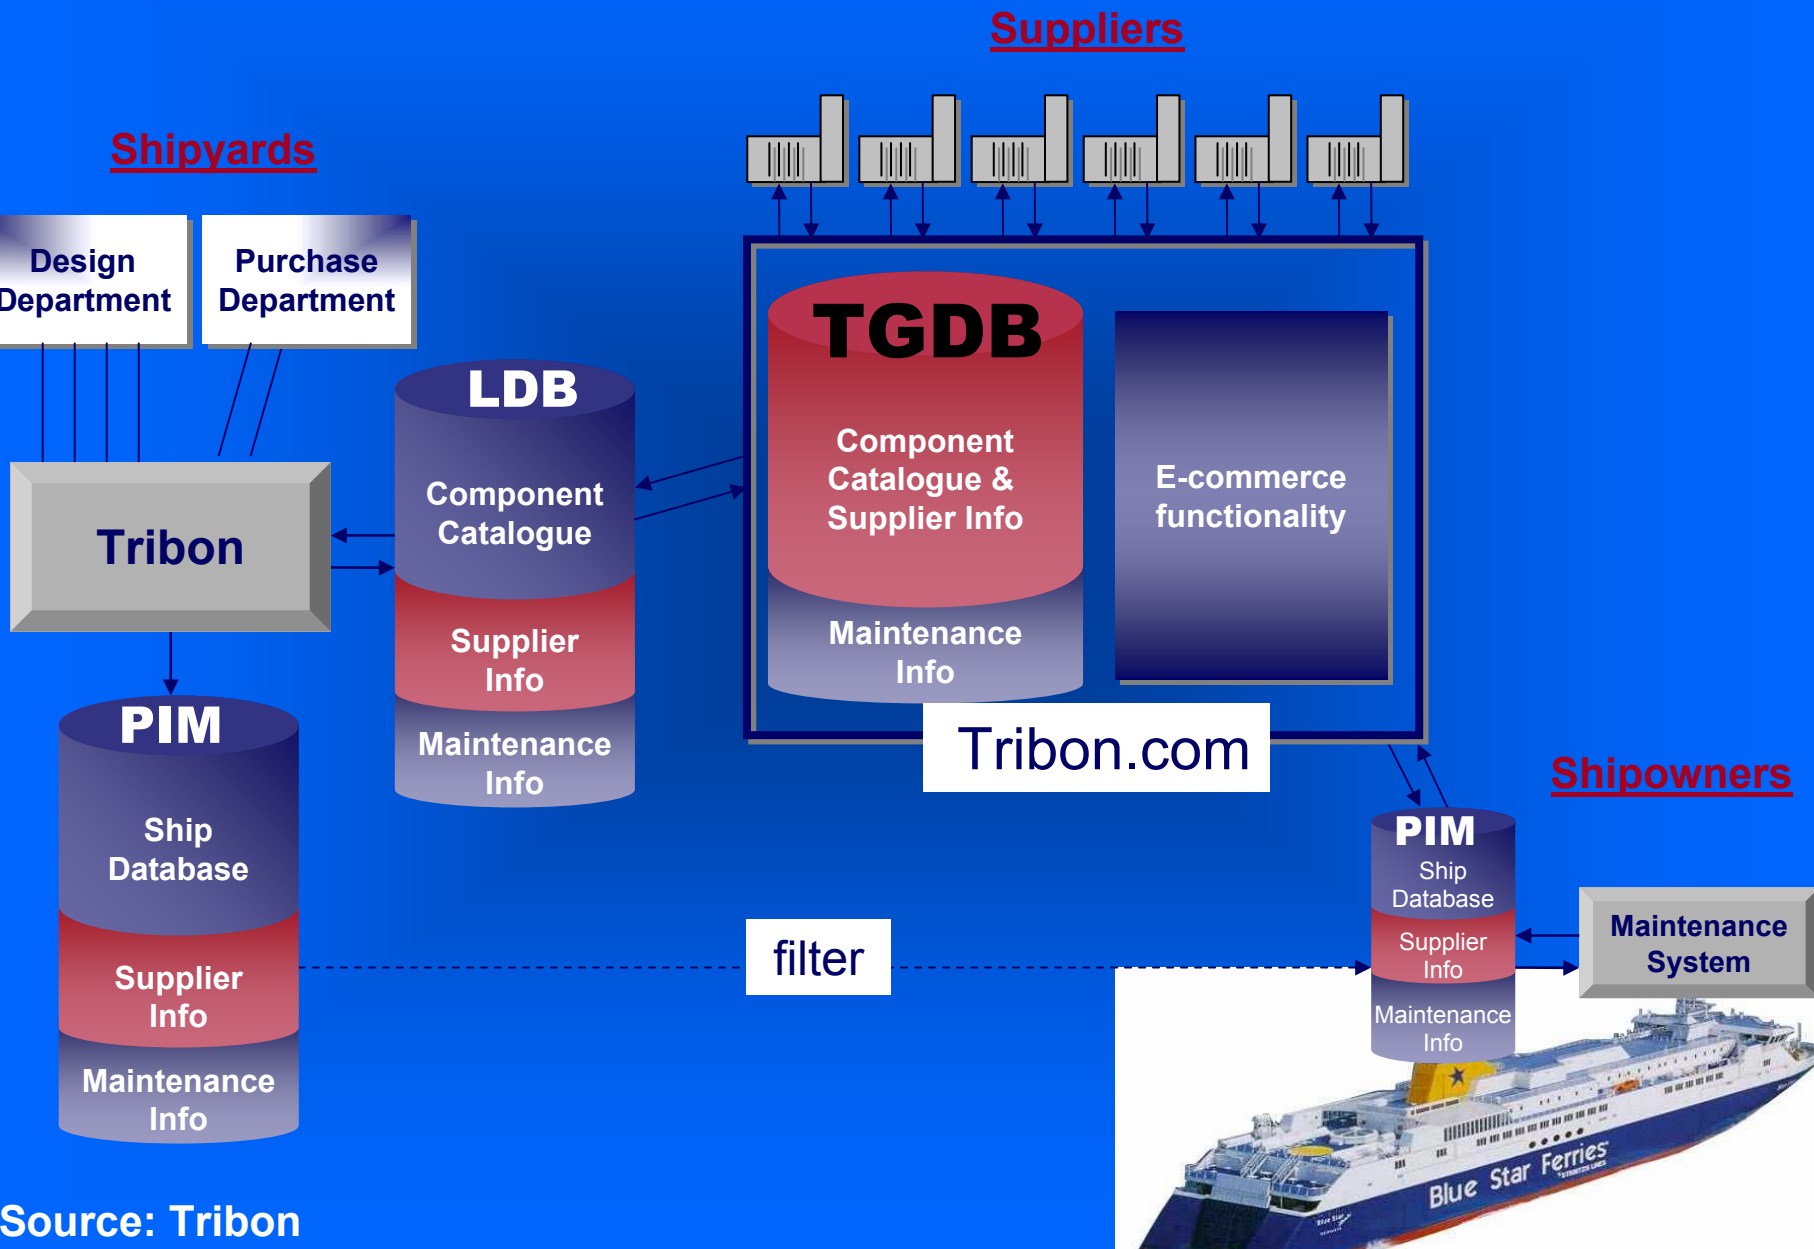 Suppliers
Shipyards
Design
Department
Purchase
Department
TGDB
LDB
Component
Catalogue &
Supplier Info
E-commerce
functionality
Component
Catalogue
Tribon
Supplier
Info
Maintenance
Info
PIM
Maintenance
Info
Tribon.com
Shipowners
Ship
Database
PIM
Ship
Database
Supplier
Info
Maintenance
Info
Maintenance
System
filter
Supplier
Info
Maintenance
Info
Blue Star Ferries
Source: Tribon